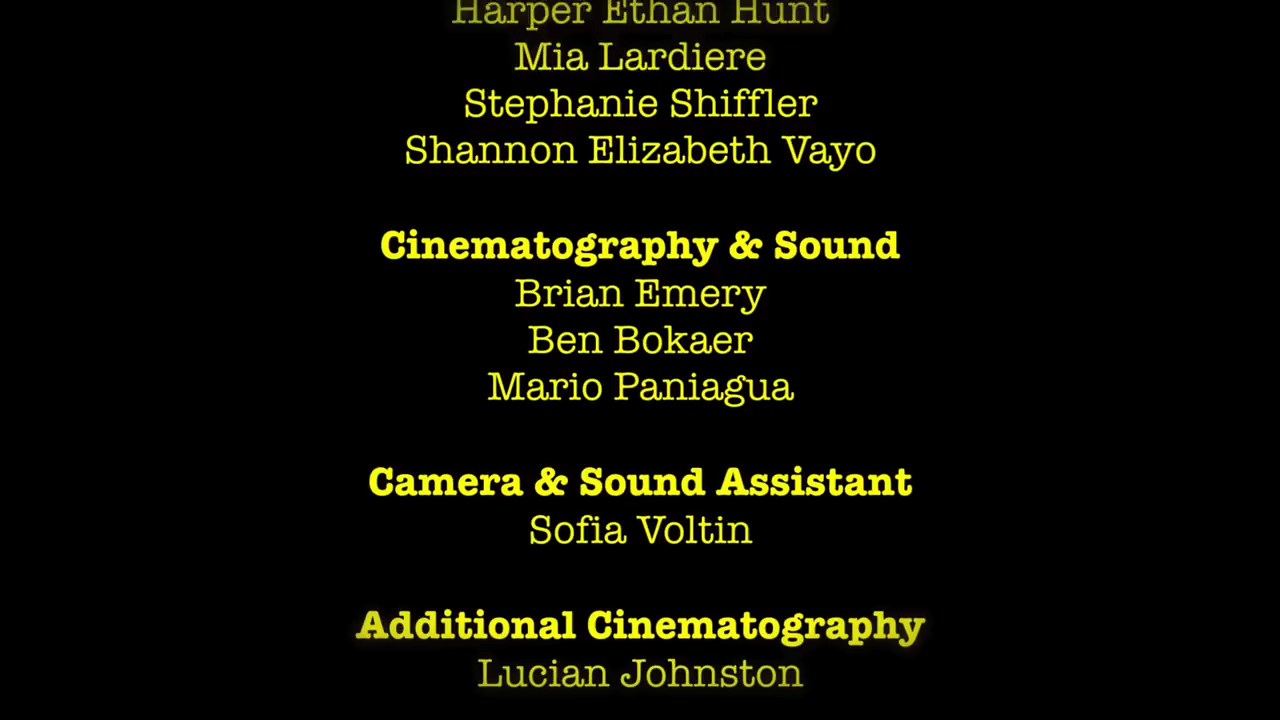 Harper Ethan Hunt
Mia Lardiere
Stephanie Shiffler
Shannon Elizabeth Vayo
Cinematography & Sound
Brian Emery
Ben Bokaer
Mario Paniagua
Camera & Sound Assistant
Sofia Voltin
Additional Cinematography
Lucian Johnston